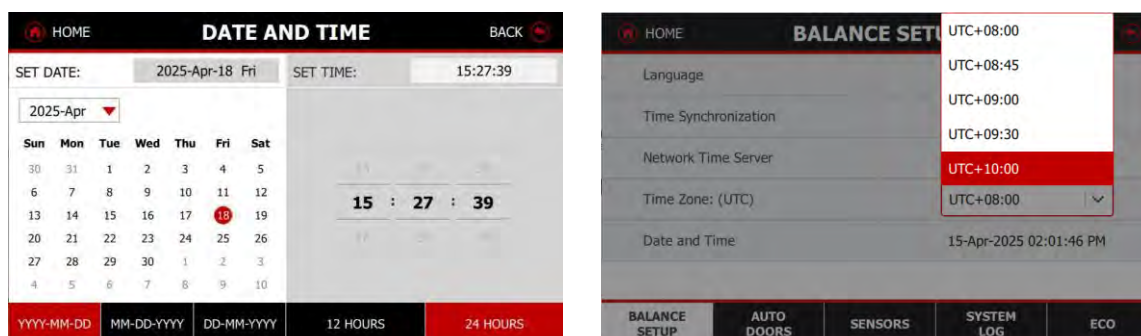 HOME DATE AND TIME BACK
SET DATE: 2025-Apr-18 Fri SET TIME: 15:27:39
2025-Apr
Sun Mon Tue Wed Thu Fri Sat
30 31 1 2 3 4 5
6 7 8 9 10 11 12
15 : 27 : 39
13 14 15 16 17 18 19
20 21 22 23 24 25 26
27 28 29 30 1 2 3
4 5 6 7 8 9 10
YYYY-MM-DD MM-DD-YYYY DD-MM-YYYY 12 HOURS 24 HOURS
HOME BALANCE SETU
UTC+08:00
UTC+08:45
Language
UTC+09:00
Time Synchronization
UTC+09:30
Network Time Server
UTC+10:00
Time Zone: (UTC) UTC+08:00
Date and Time 15-Apr-2025 02:01:46 PM
BALANCE SETUP AUTO DOORS SENSORS SYSTEM LOG ECO